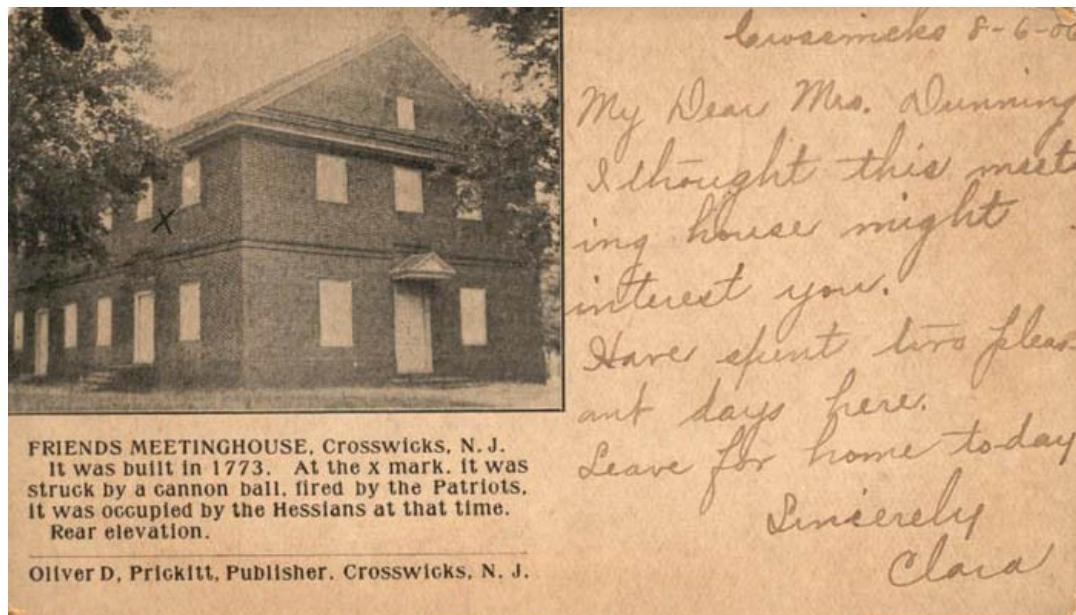 FRIENDS MEETINGHOUSE, Crosswicks, N. J.
It was built in 1773. At the x mark, it was
struck by a cannon ball, fired by the Patriots,
it was occupied by the Hessians at that time.
Rear elevation.
Oliver D, Prickitt, Publisher. Crosswicks, N. J.
X
Crosswicks 8-6-06
My Dear Mrs. Dunning
I thought this meet
ing house might
interest you.
Have spent two pleas-
ant days here.
Leave for home to-day
Sincerely
Clara